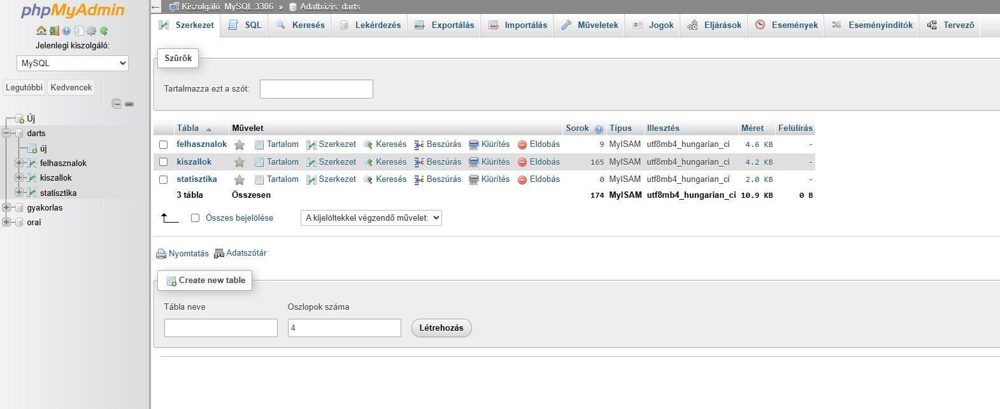 phpMyAdmin
Jelenlegi kiszolgáló:
MySQL
Legutóbbi Kedvencek
Új
darts
új
felhasznalok
kiszallok
statisztika
gyakorlas
orai
Kiszolgáló: MySQL:3306 » Adatbázis: darts
Szerkezet SQL Keresés Lekérdezés Exportálás Importálás Műveletek Jogok Eljárások Események Eseményindítók Tervező
Szűrők
Tartalmazza ezt a szót:
Tábla Művelet Sorok Típus Illesztés Méret Felülírás
felhasznalok Tartalom Szerkezet Keresés Beszúrás Kiürítés Eldobás 9 MyISAM utf8mb4_hungarian_ci 4.6 KB -
kiszallok Tartalom Szerkezet Keresés Beszúrás Kiürítés Eldobás 165 MyISAM utf8mb4_hungarian_ci 4.2 KB -
statisztika Tartalom Szerkezet Keresés Beszúrás Kiürítés Eldobás 0 MyISAM utf8mb4_hungarian_ci 2.0 KB -
3 tábla Összesen 174 MyISAM utf8mb4_hungarian_ci 10.9 KB 0 B
Összes bejelölése A kijelöltekkel végzendő művelet:
Nyomtatás Adatszótár
Create new table
Tábla neve Oszlopok száma
4 Létrehozás